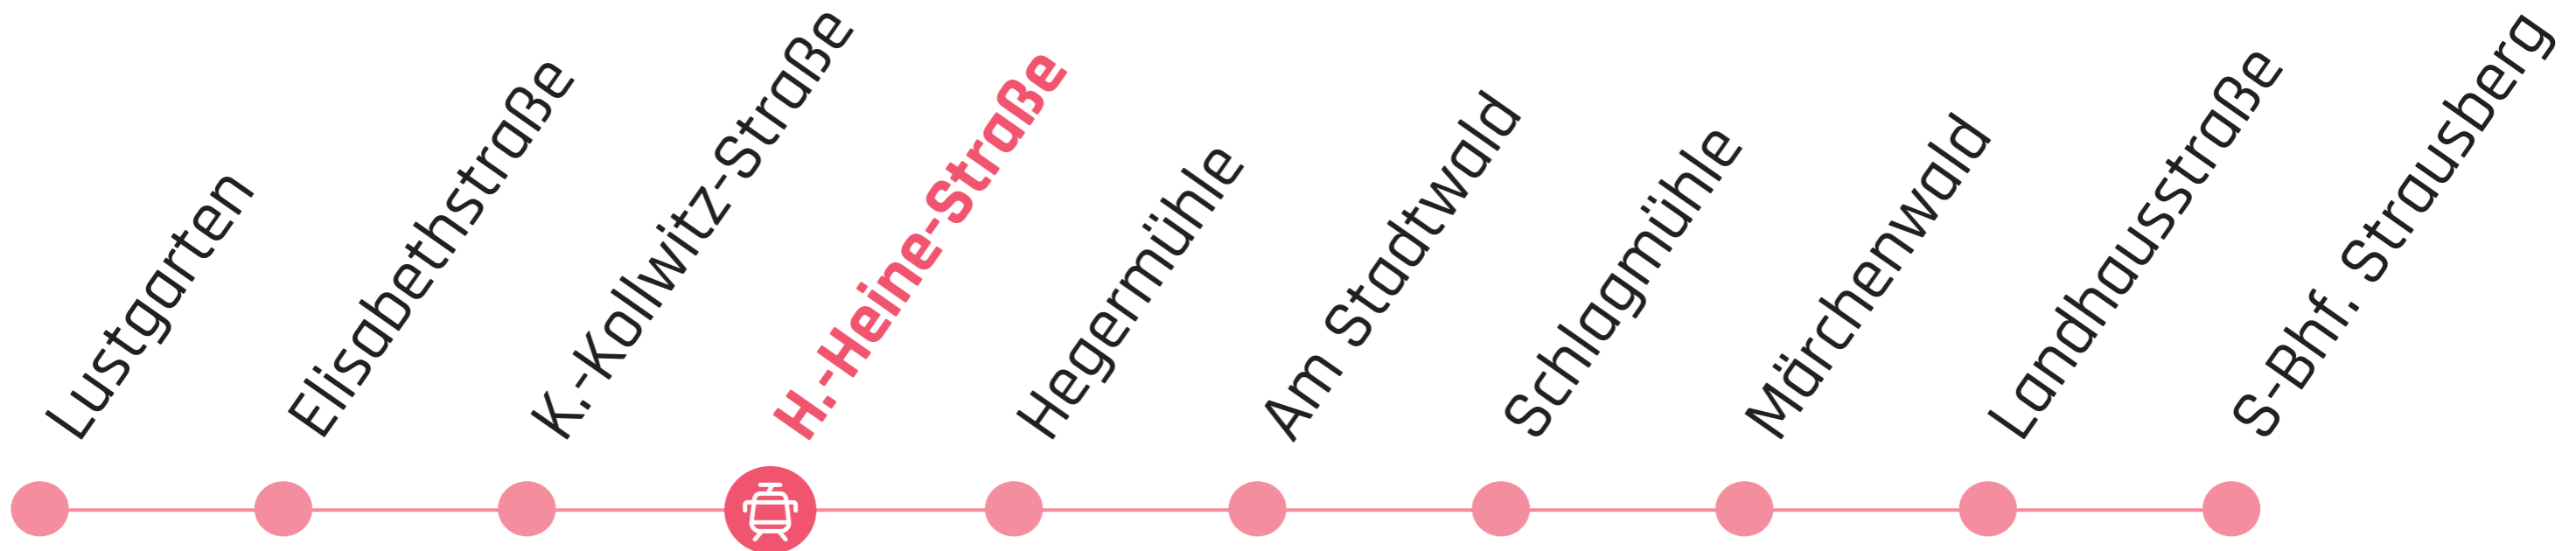 Lustgarten
Elisabethstraße
K.-Kollwitz-Straße
H.-Heine-Straße
Hegermühle
Am Stadtwald
Schlagmühle
Märchenwald
Landhausstraße
S-Bhf. Strausberg